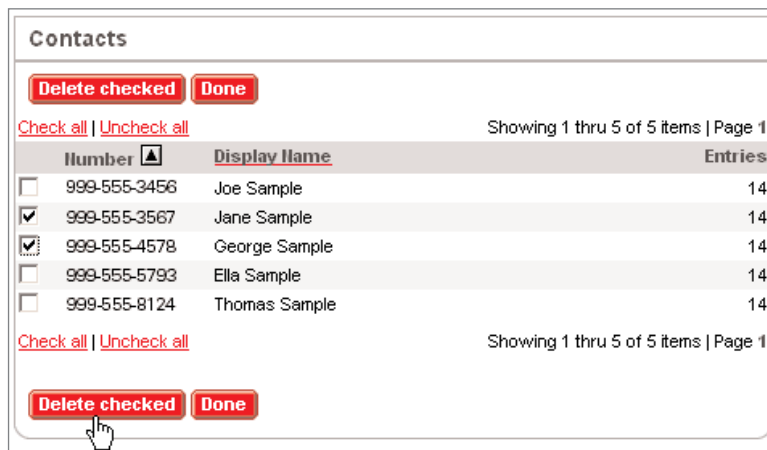 Contacts
Delete checked Done
Check all | Uncheck all Showing 1 thru 5 of 5 items | Page 1
Number Display Name Entries
999-555-3456 Joe Sample 14
999-555-3567 Jane Sample 14
999-555-4578 George Sample 14
999-555-5793 Ella Sample 14
999-555-8124 Thomas Sample 14
Check all | Uncheck all Showing 1 thru 5 of 5 items | Page 1
Delete checked Done